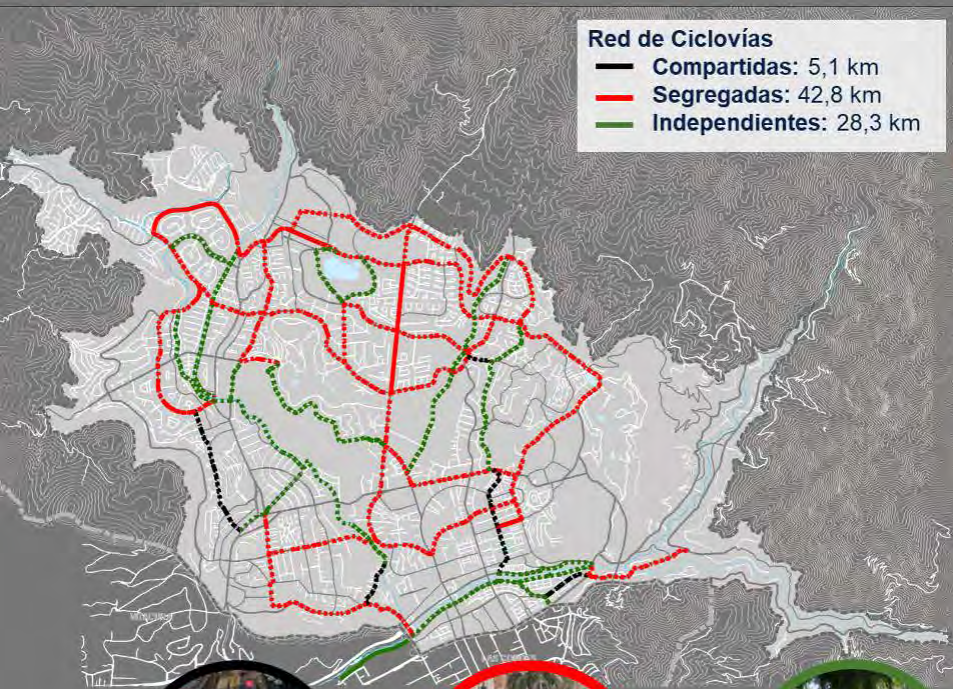 Red de Ciclovías
Compartidas: 5,1 km
Segregadas: 42,8 km
Independientes: 28,3 km